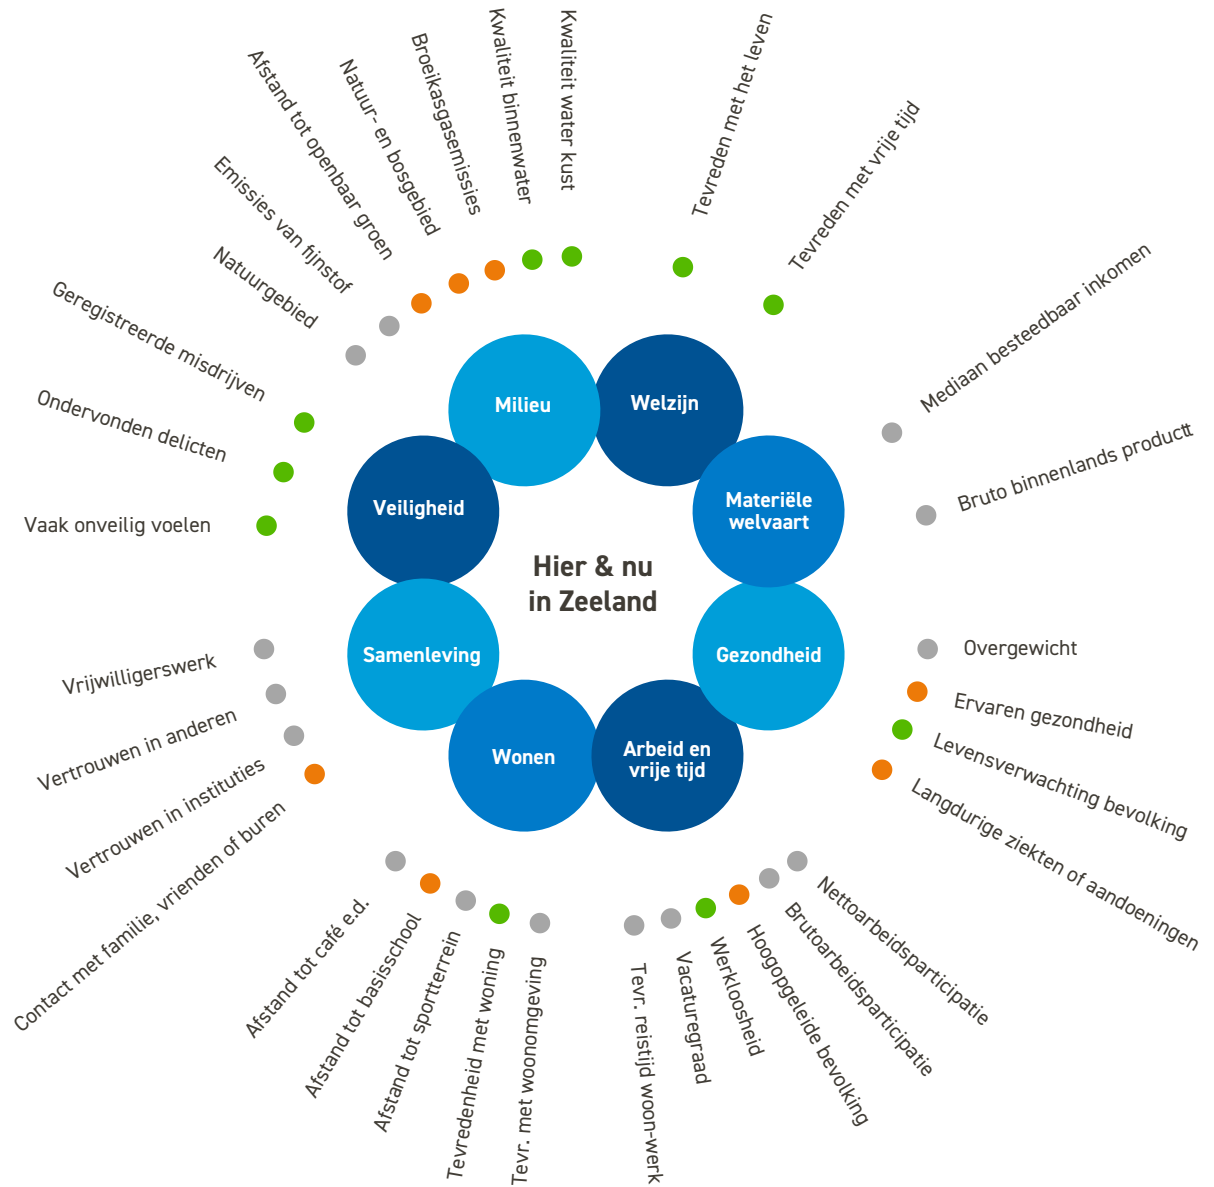 Kwaliteit water kust
Kwaliteit binnenwater
Broeikasgasemissies
Natuur- en bosgebied
Afstand tot openbaar groen
Emissies van fijnstof
Natuurgebied
Tevreden met het leven
Tevreden met vrije tijd
Mediaan besteedbaar inkomen
Bruto binnenlands productt
Geregistreerde misdrijven
Ondervonden delicten
Vaak onveilig voelen
Milieu
Welzijn
Veiligheid
Materiële
welvaart
Hier & nu
in Zeeland
Samenleving
Gezondheid
Wonen
Arbeid en
vrije tijd
Overgewicht
Ervaren gezondheid
Levensverwachting bevolking
Langdurige ziekten of aandoeningen
Vrijwilligerswerk
Vertrouwen in anderen
Vertrouwen in instituties
Contact met familie, vrienden of buren
Afstand tot café e.d.
Afstand tot basisschool
Afstand tot sportterrein
Tevredenheid met woning
Tevr. met woonomgeving
Tevr. reistijd woon-werk
Vacaturegraad
Werkloosheid
Hoogopgeleide bevolking
Brutoarbeidsparticipatie
Nettoarbeidsparticipatie